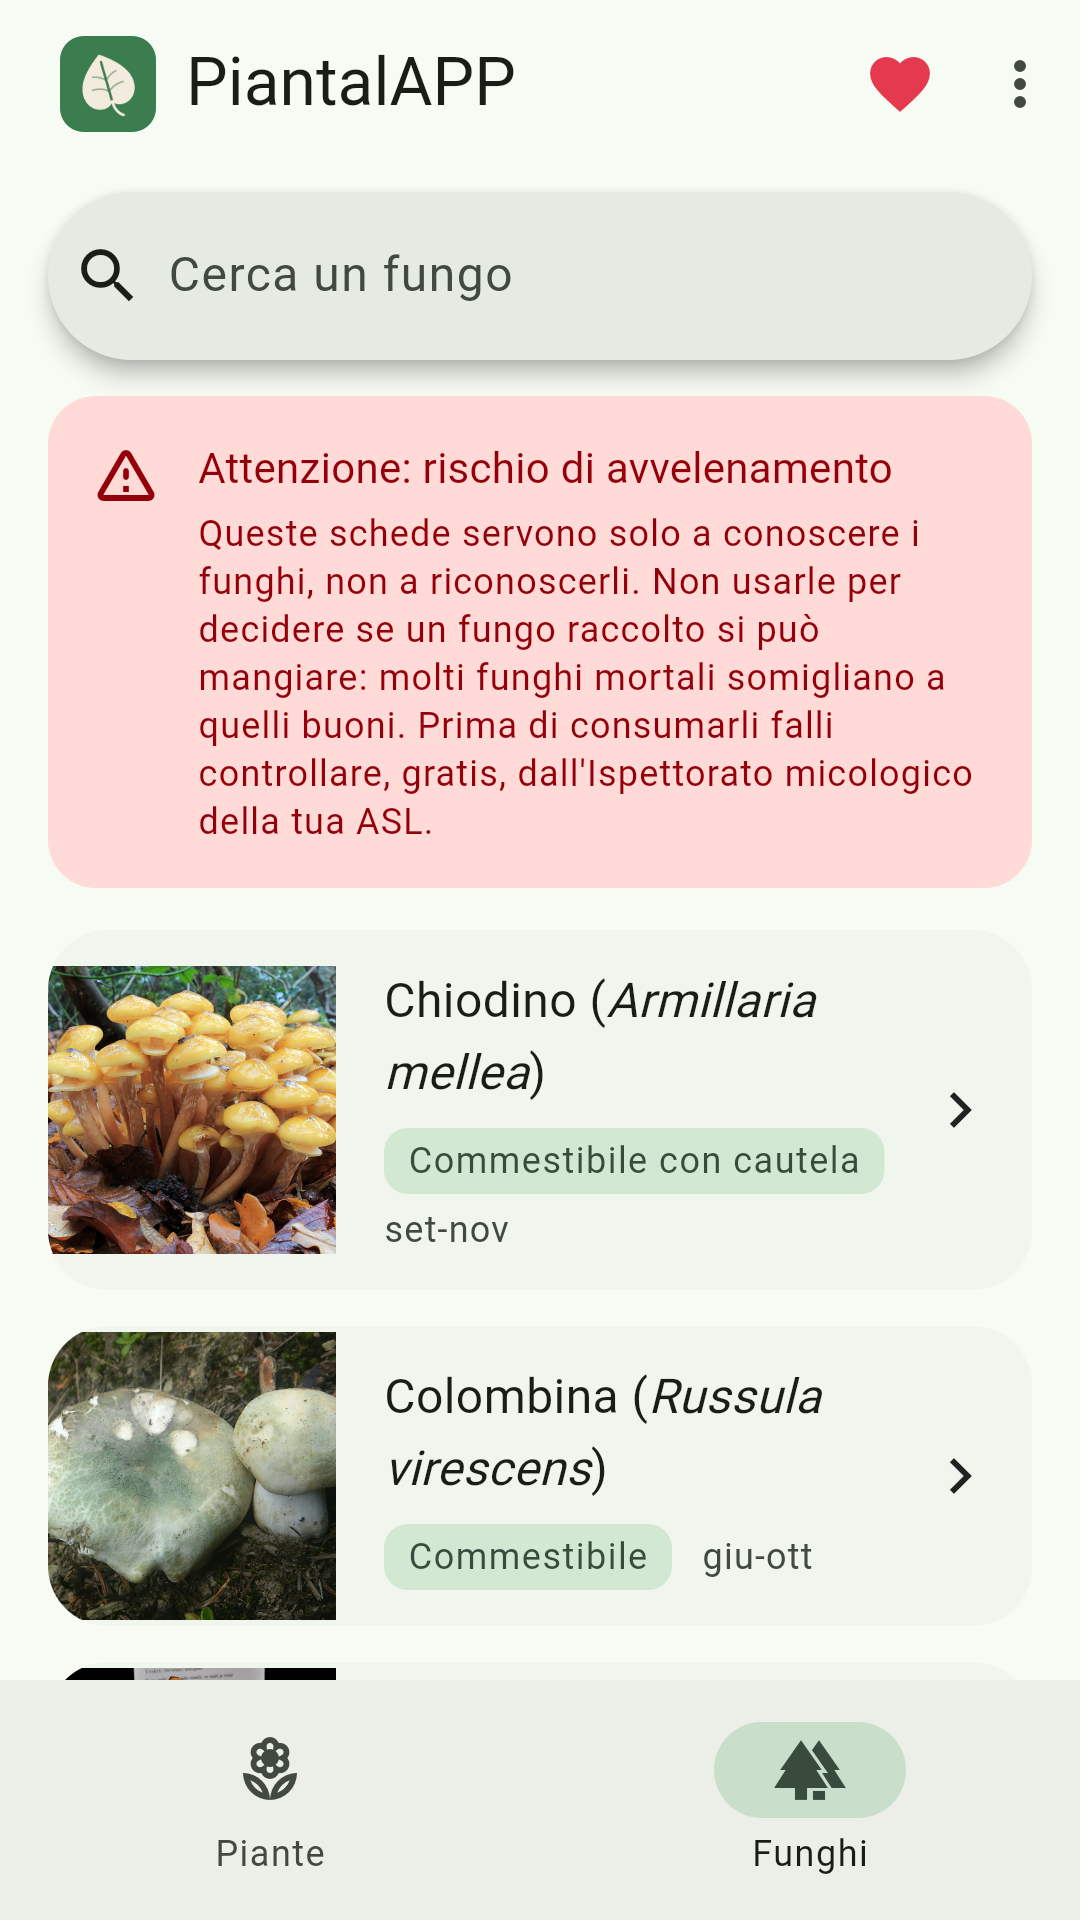 PiantalAPP
Cerca un fungo
Attenzione: rischio di avvelenamento
Queste schede servono solo a conoscere i
funghi, non a riconoscerli. Non usarle per
decidere se un fungo raccolto si può
mangiare: molti funghi mortali somigliano a
quelli buoni. Prima di consumarli falli
controllare, gratis, dall'Ispettorato micologico
della tua ASL.
Chiodino (Armillaria
mellea)
Commestibile con cautela
set-nov
Colombina (Russula
virescens)
Commestibile giu-ott
Piante
Funghi